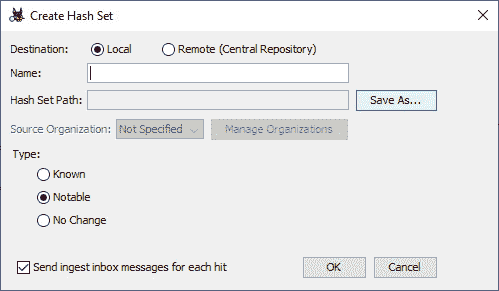 Create Hash Set
Destination: Local Remote (Central Repository)
Name:
Hash Set Path: Save As...
Source Organization: Not Specified Manage Organizations
Type:
Known
Notable
No Change
Send ingest inbox messages for each hit OK Cancel